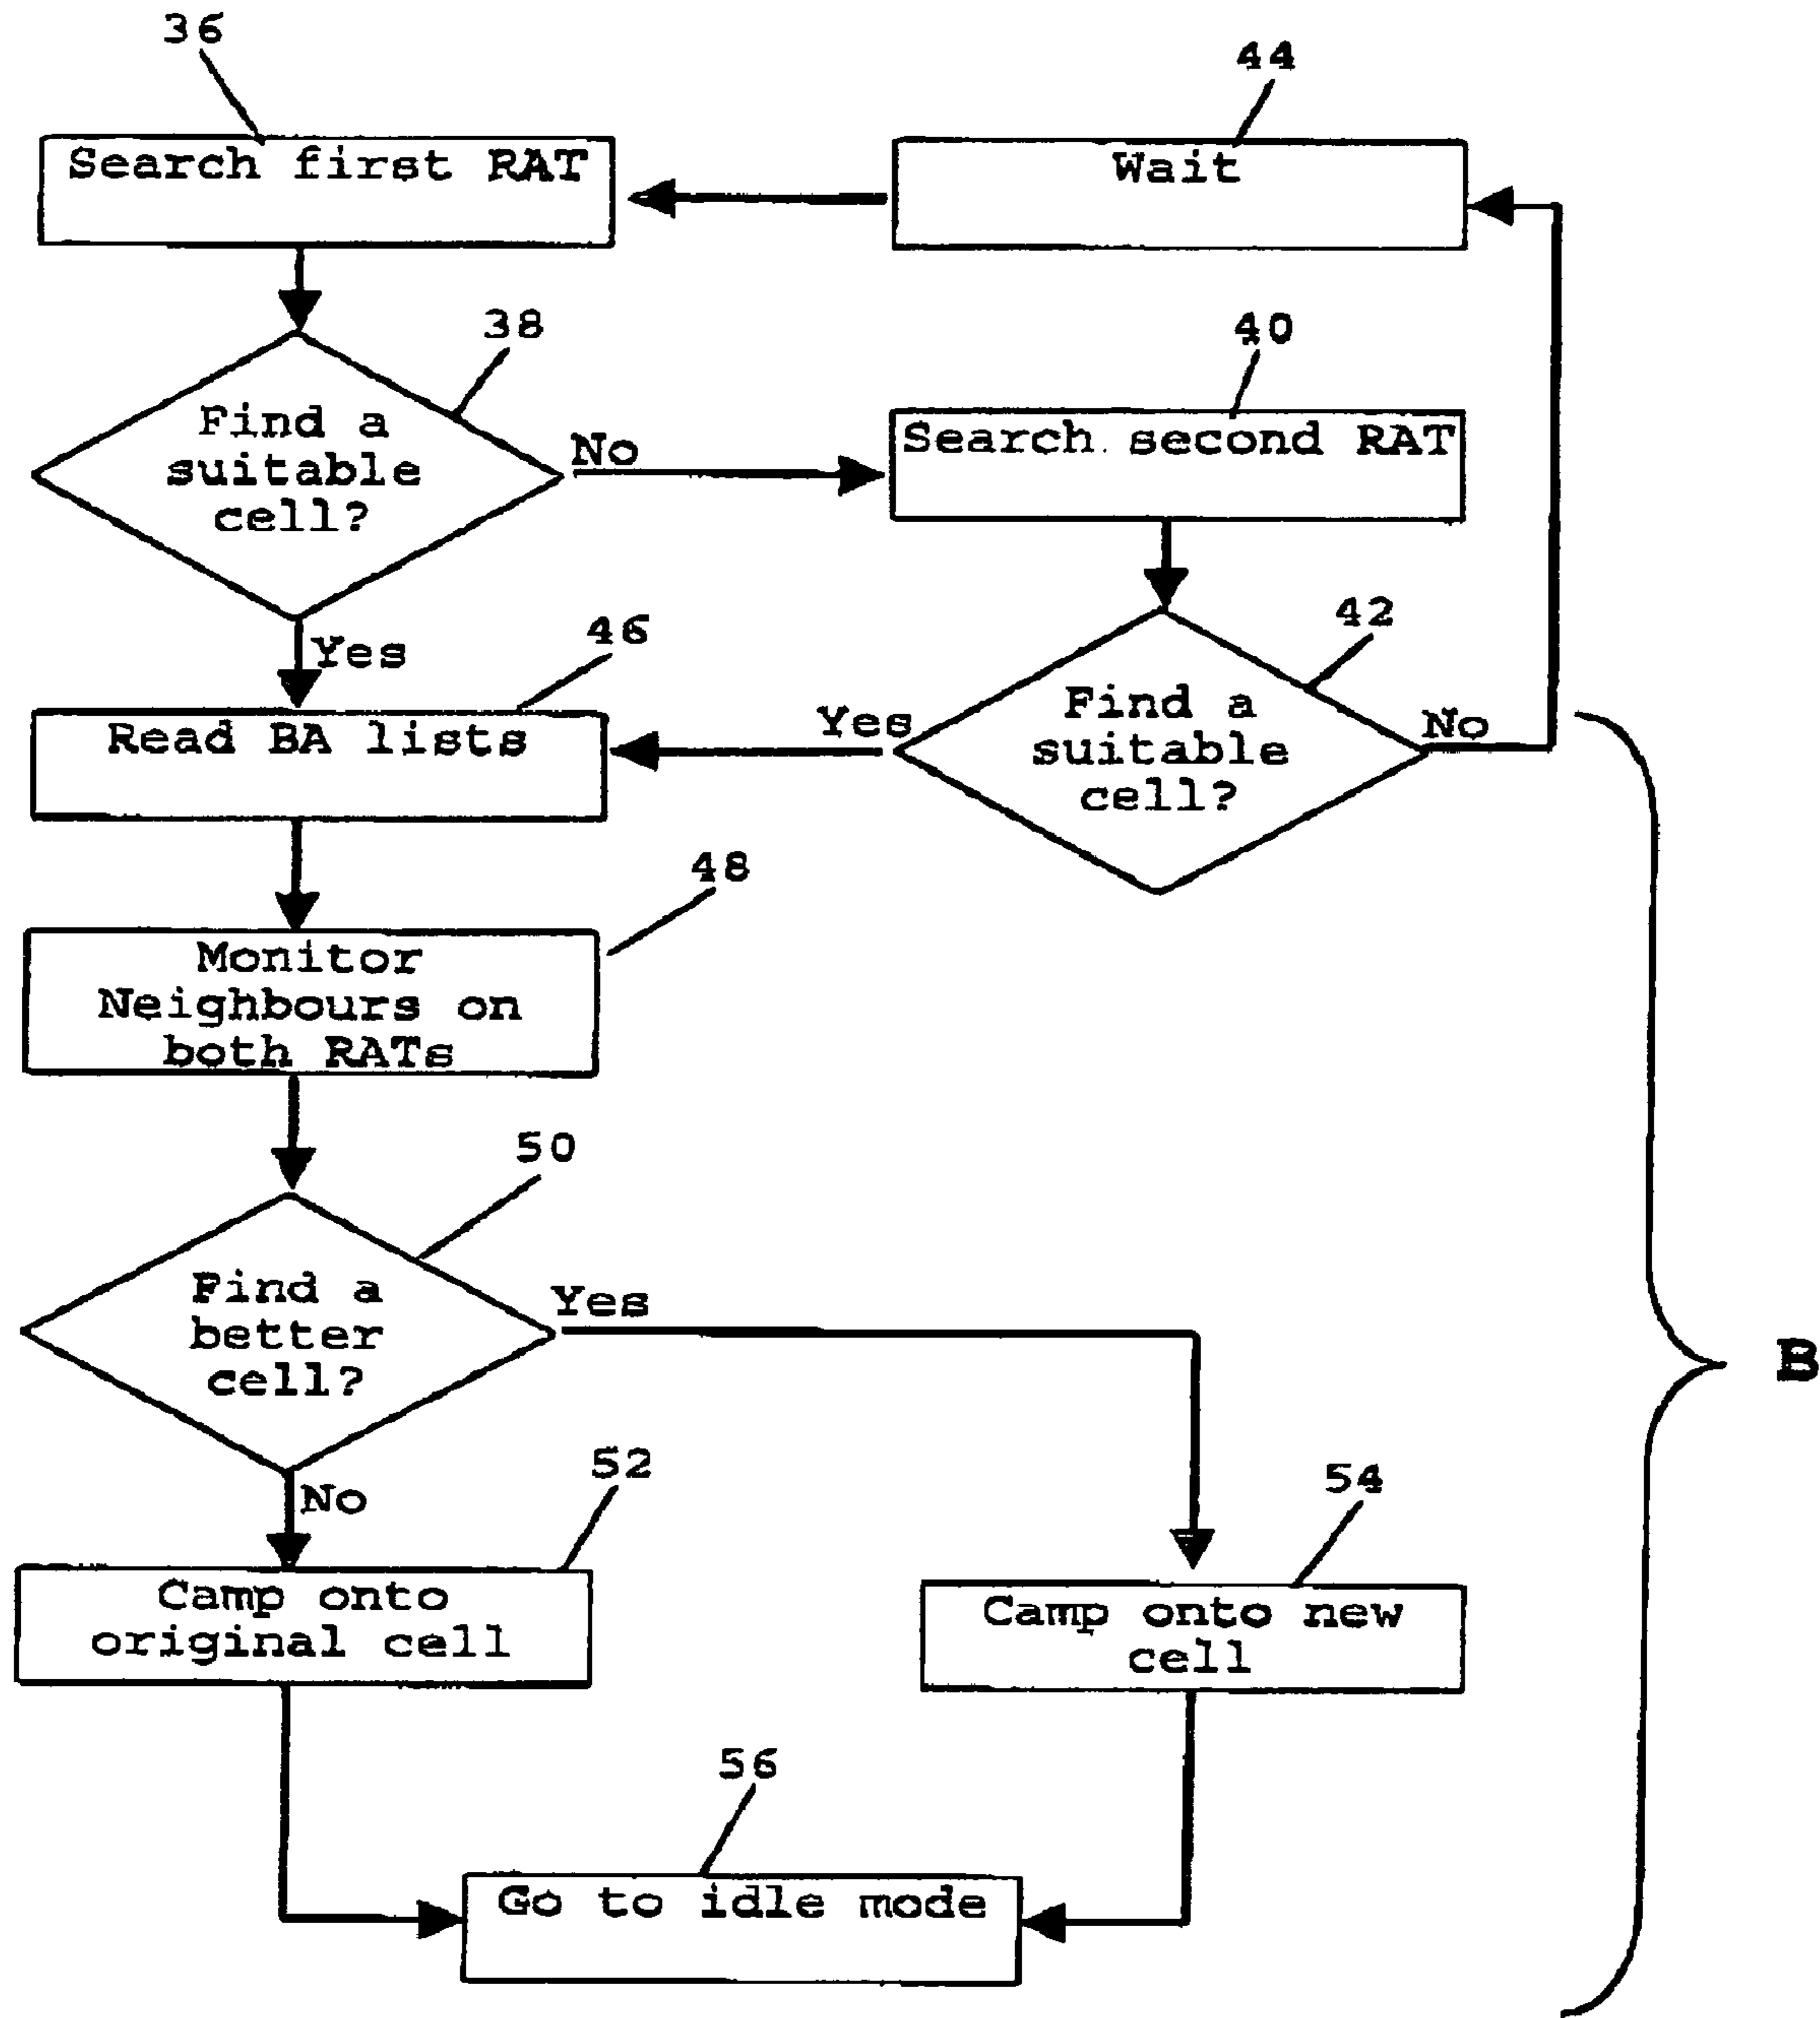 36
44
Search first RAT
Wait
38
40
Find a
suitable
cell?
No
Search second RAT
42
Yes
46
Find a
suitable
cell?
Yes
No
Read BA lists
48
Monitor
Neighbours on
both RATs
50
Find a
better
cell?
Yes
B
No
52
54
Camp onto
original cell
Camp onto new
cell
56
Go to idle mode